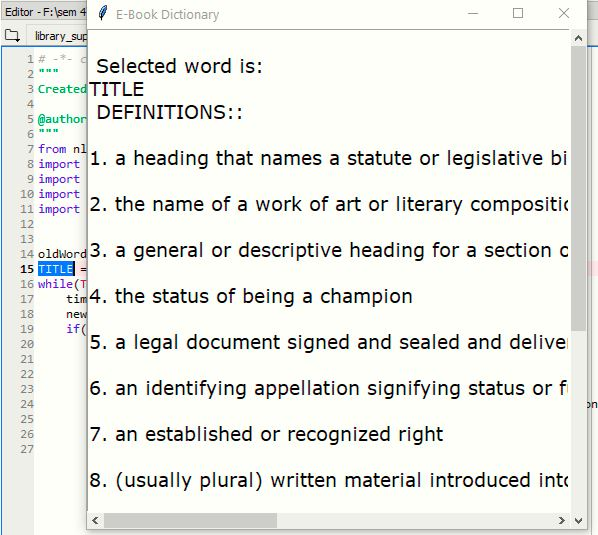 Editor - F:\sem 4
E-Book Dictionary
library_sup
1 # -*- c
2 """
3 Created
4
5 @author
6 """
7 from nl
8 import
9 import
10 import
11 import
12
13
14 oldWord
15 TITLE =
16 while(T
17 tim
18 new
19 if(
20
21
22
23
24 on
25
26
27
Selected word is:
TITLE
DEFINITIONS::
1. a heading that names a statute or legislative bi
2. the name of a work of art or literary compositio
3. a general or descriptive heading for a section o
4. the status of being a champion
5. a legal document signed and sealed and deliver
6. an identifying appellation signifying status or fu
7. an established or recognized right
8. (usually plural) written material introduced into